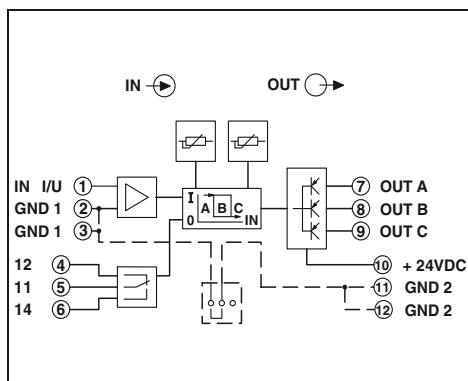 IN OUT
IN I/U 1
GND 1 2
GND 1 3
12 4
11 5
14 6
I
A B C
0 IN
7 OUT A
8 OUT B
9 OUT C
10 + 24VDC
11 GND 2
12 GND 2